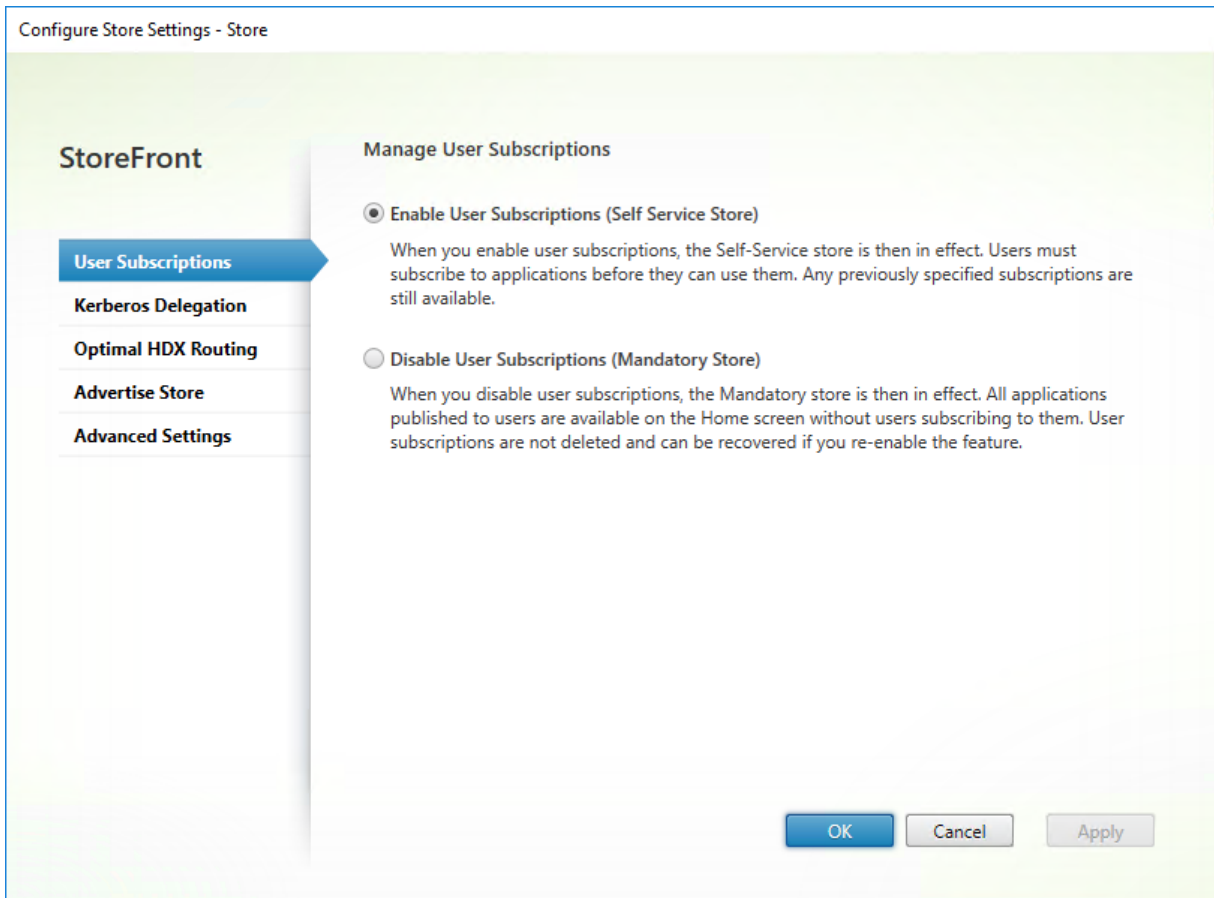 Configure Store Settings - Store
StoreFront
User Subscriptions
Kerberos Delegation
Optimal HDX Routing
Advertise Store
Advanced Settings
Manage User Subscriptions
Enable User Subscriptions (Self Service Store)
When you enable user subscriptions, the Self-Service store is then in effect. Users must
subscribe to applications before they can use them. Any previously specified subscriptions are
still available.
Disable User Subscriptions (Mandatory Store)
When you disable user subscriptions, the Mandatory store is then in effect. All applications
published to users are available on the Home screen without users subscribing to them. User
subscriptions are not deleted and can be recovered if you re-enable the feature.
OK
Cancel
Apply